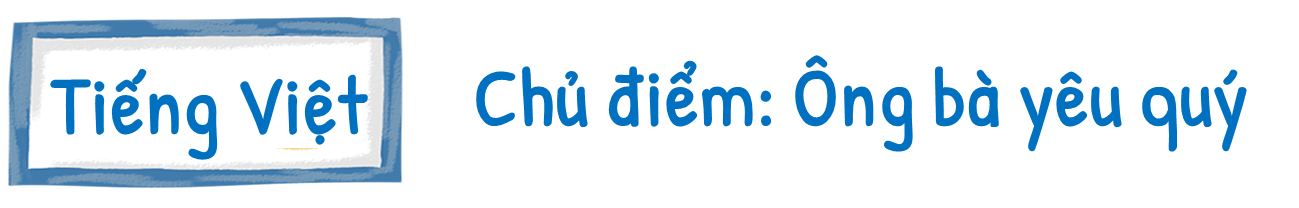 Tiếng Việt
Chủ điểm: Ông bà yêu quý